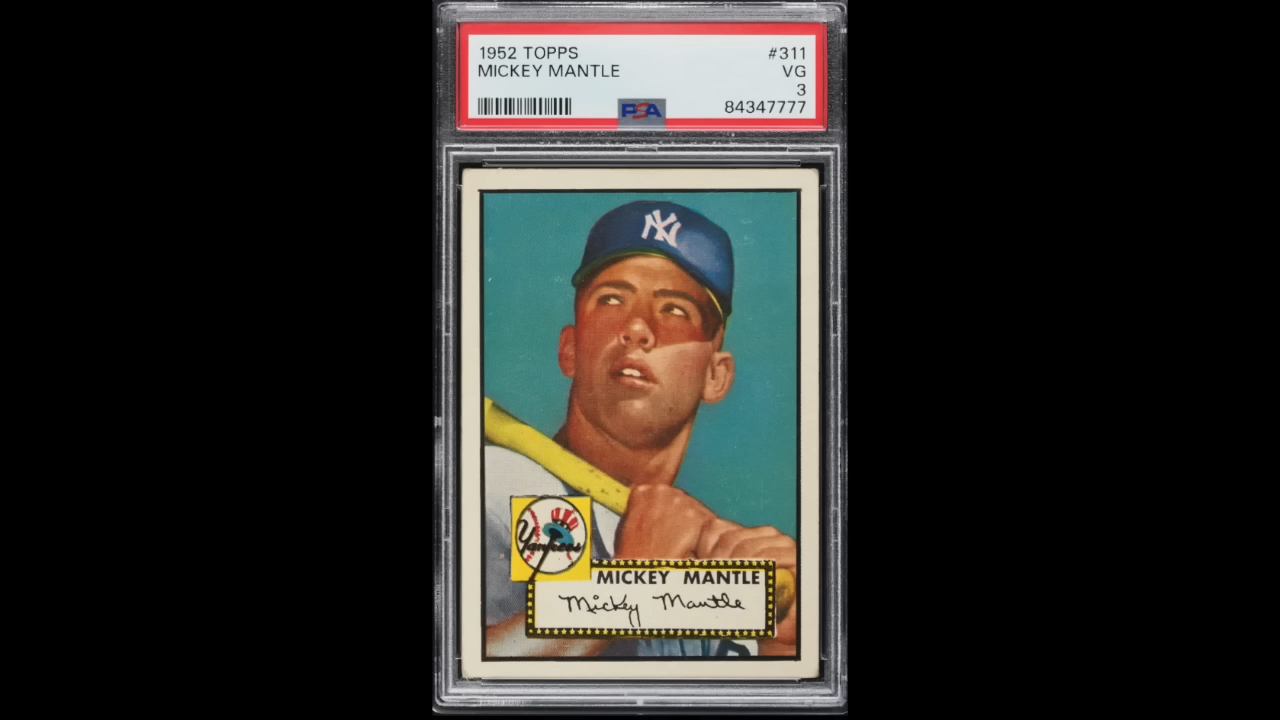 1952 TOPPS #311
MICKEY MANTLE VG
3
PSA 84347777
NY
Yankees
MICKEY MANTLE
Mickey Mantle